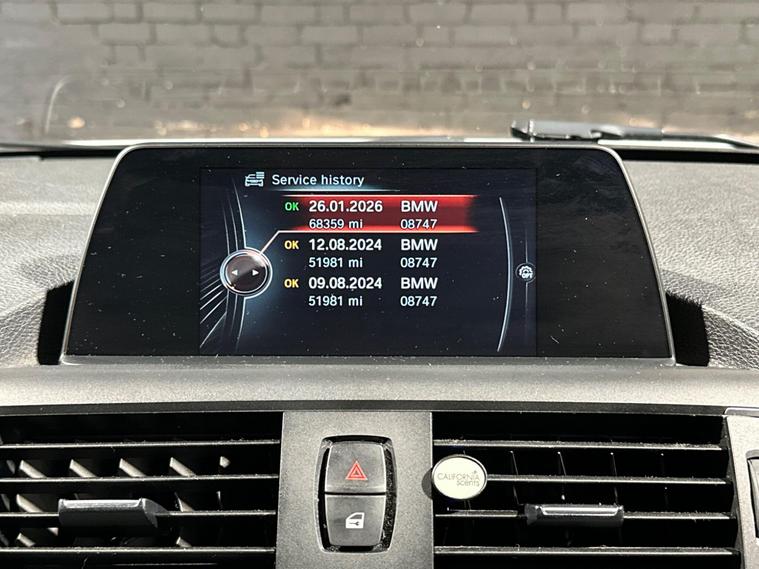 Service history
OK 26.01.2026 BMW
68359 mi 08747
OK 12.08.2024 BMW
51981 mi 08747
OK 09.08.2024 BMW
51981 mi 08747
OPT
CALIFORNIA
Scents